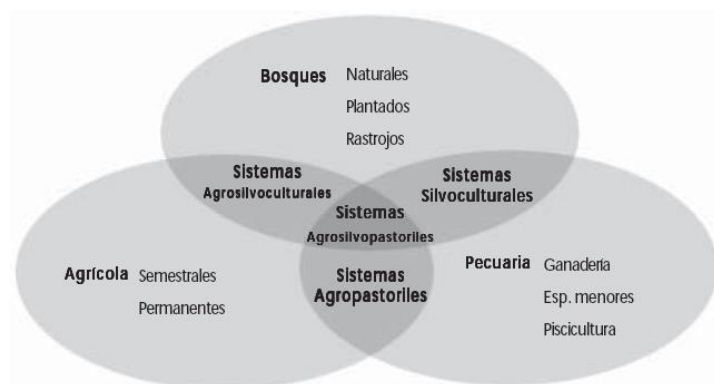 Bosques Naturales
Plantados
Rastrojos
Sistemas
Agrosilvoculturales
Sistemas
Silvoculturales
Sistemas
Agrosilvopastoriles
Agrícola Semestrales
Permanentes
Sistemas
Agropastoriles
Pecuaria Ganadería
Esp. menores
Piscicultura